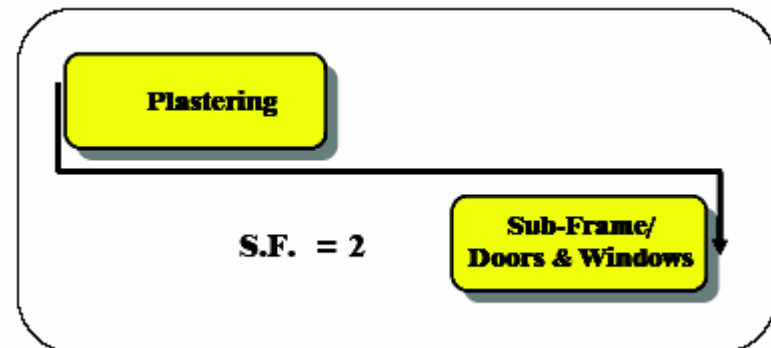 Plastering
Sub-Frame/
Doors & Windows
S.F. = 2